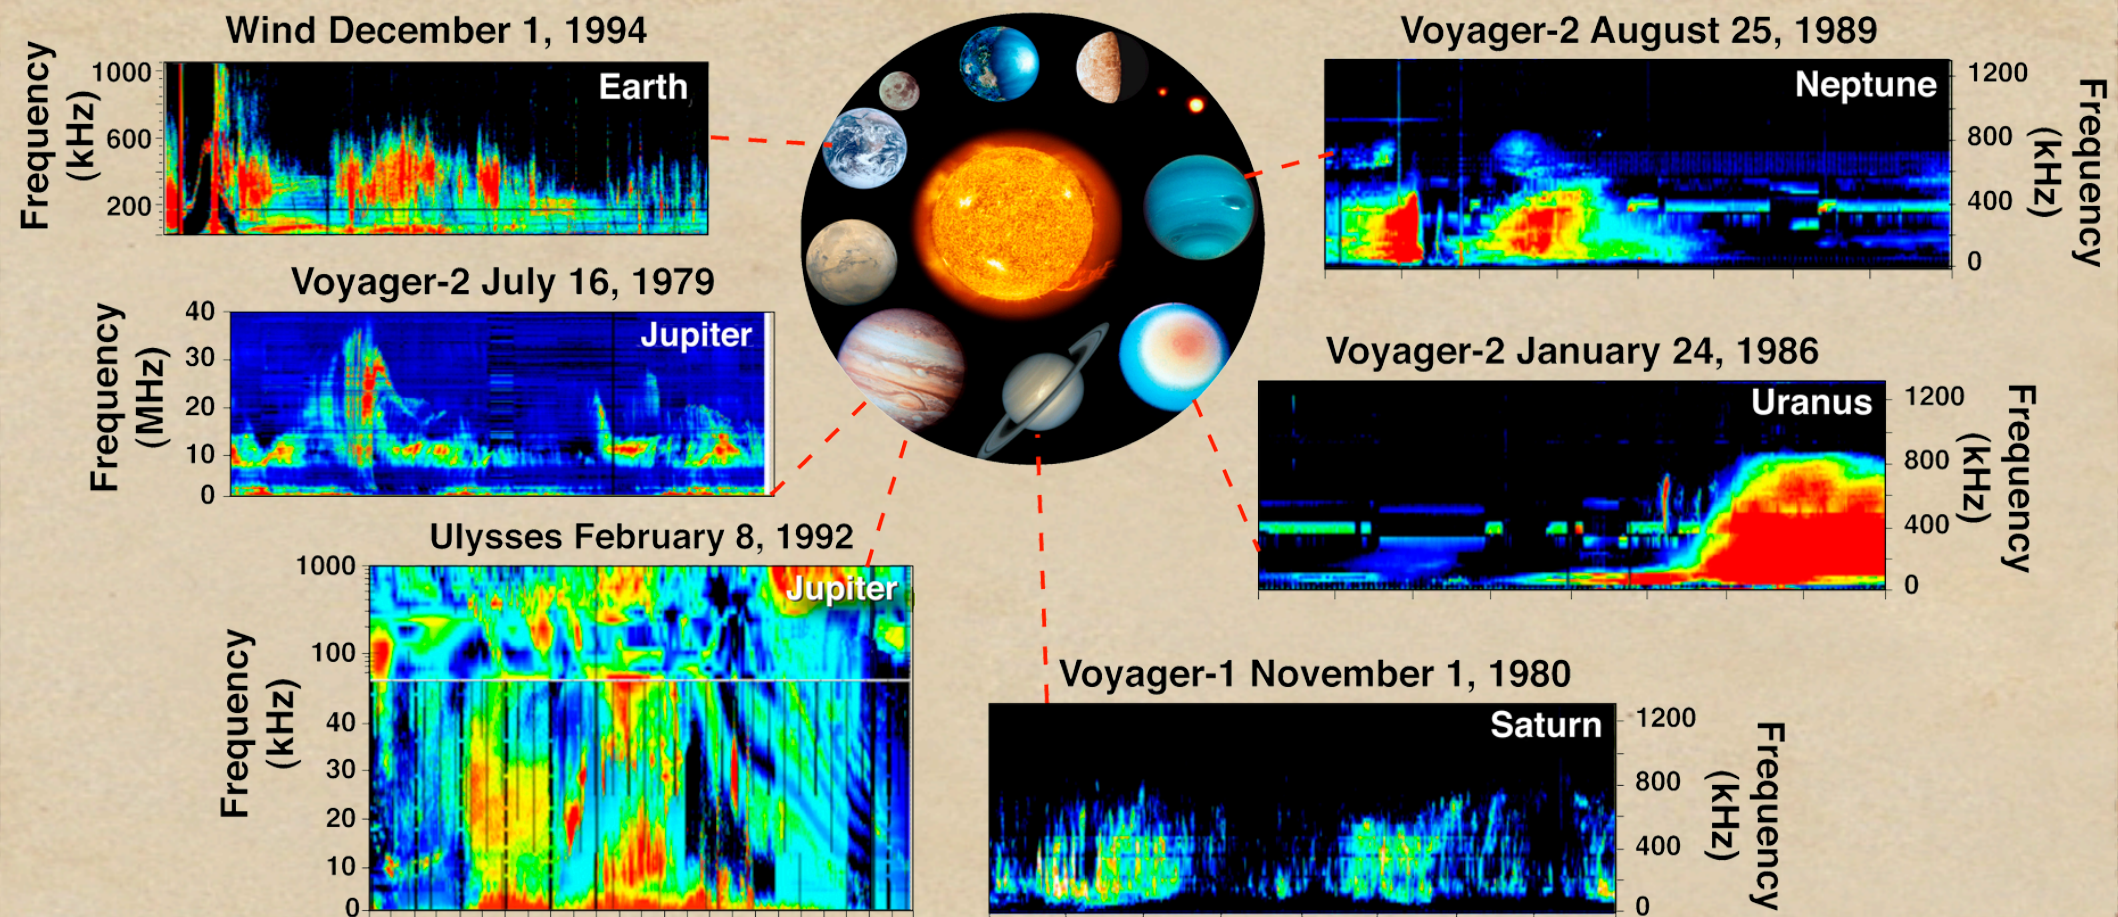 Wind December 1, 1994
Frequency
(kHz)
1000
600
200
Earth
Voyager-2 July 16, 1979
Frequency
(MHz)
40
30
20
10
0
Jupiter
Ulysses February 8, 1992
Frequency
(kHz)
1000
100
40
30
20
10
0
Jupiter
Voyager-2 August 25, 1989
Neptune
1200
800
400
0
Frequency
(kHz)
Voyager-2 January 24, 1986
Uranus
1200
800
400
0
Frequency
(kHz)
Voyager-1 November 1, 1980
Saturn
1200
800
400
0
Frequency
(kHz)